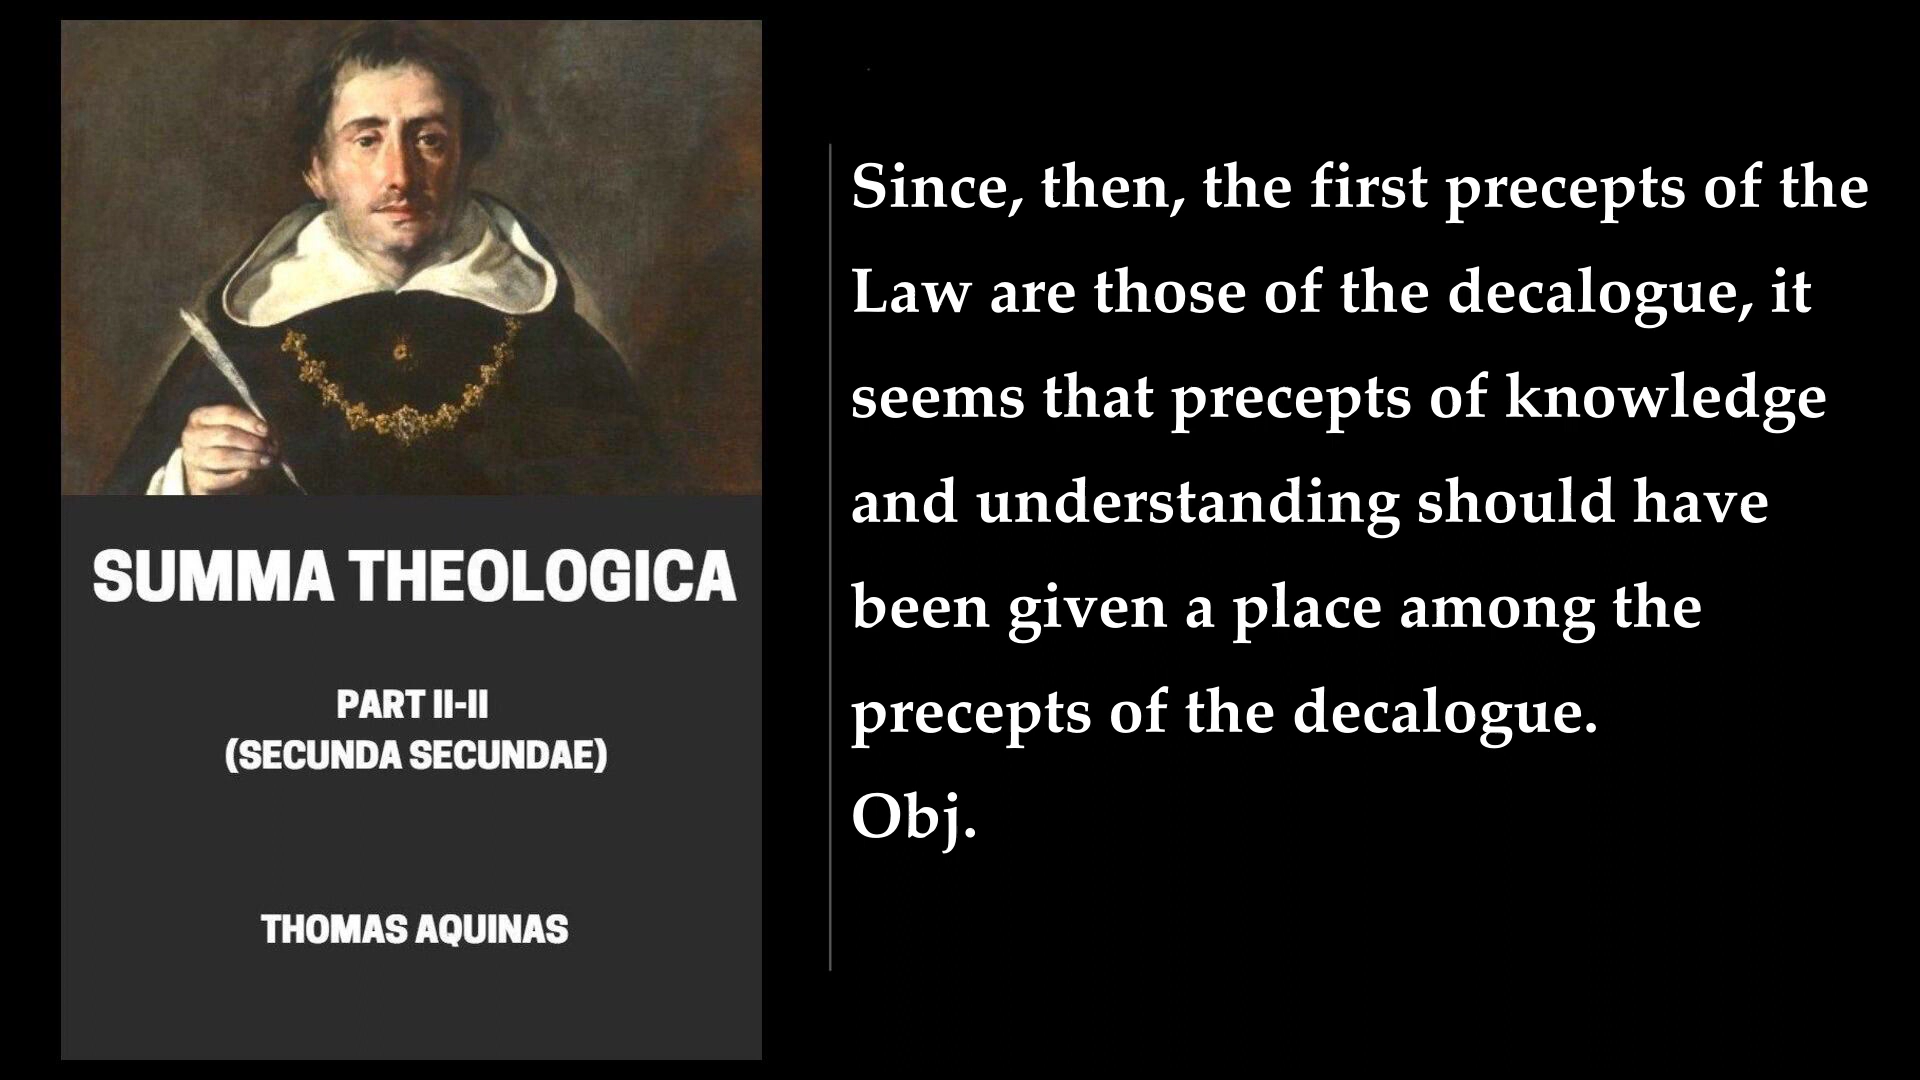 SUMMA THEOLOGICA
PART II-II
(SECUNDA SECUNDAE)
THOMAS AQUINAS
Since, then, the first precepts of the
Law are those of the decalogue, it
seems that precepts of knowledge
and understanding should have
been given a place among the
precepts of the decalogue.
Obj.